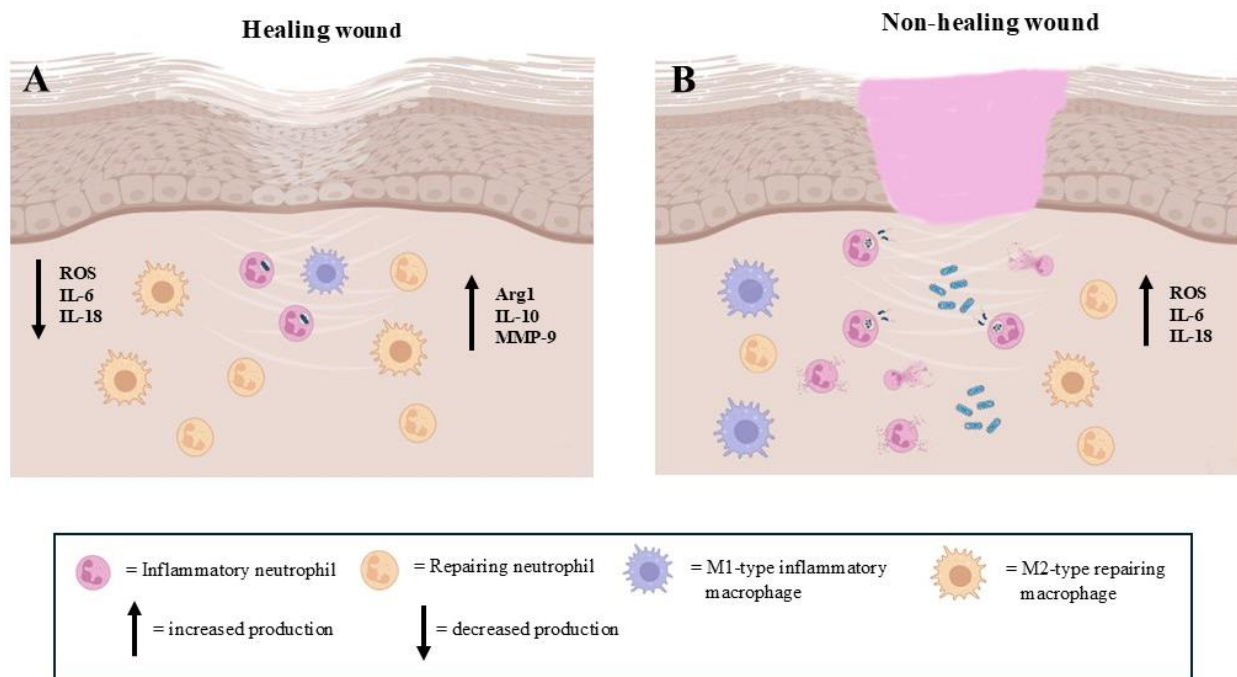 Healing wound
Non-healing wound
A
B
ROS
IL-6
IL-18
Arg1
IL-10
MMP-9
ROS
IL-6
IL-18
= Inflammatory neutrophil
= Repairing neutrophil
= M1-type inflammatory
macrophage
= M2-type repairing
macrophage
= increased production
= decreased production